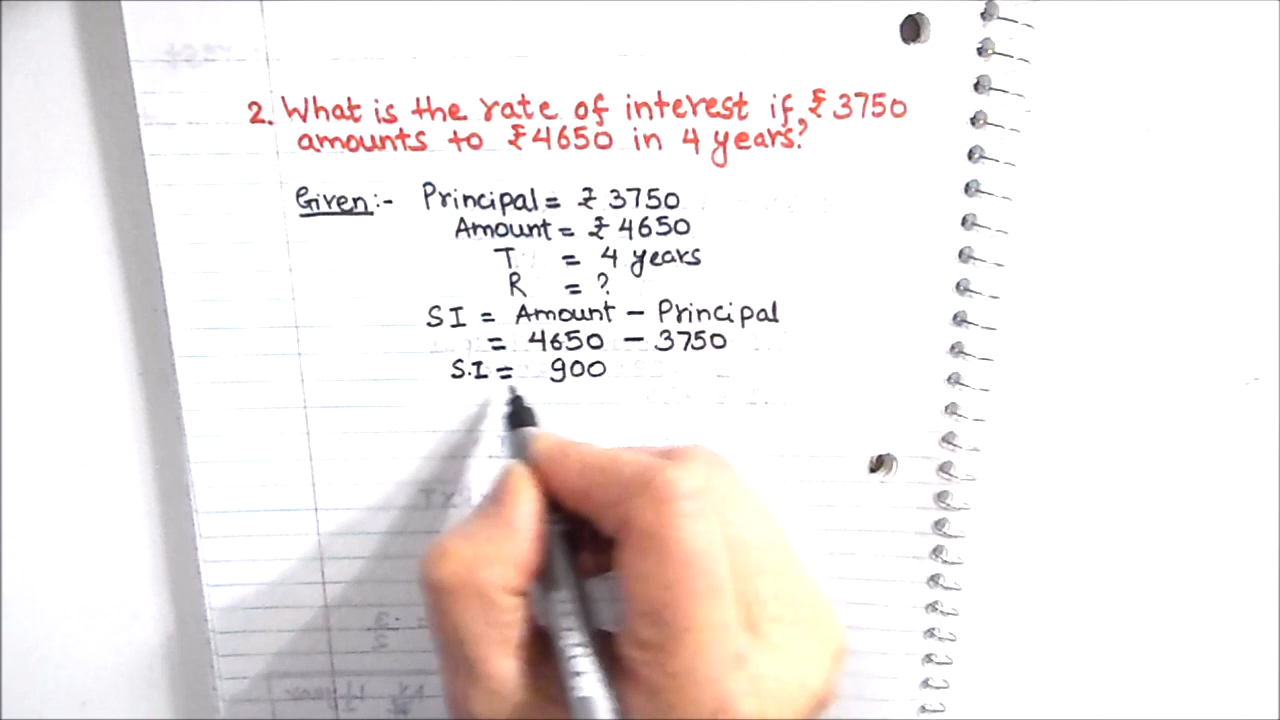 2. What is the rate of interest if, ₹ 3750
amounts to ₹4650 in 4 years?
Given:- Principal = ₹ 3750
Amount = ₹ 4650
T = 4 years
R = ?
SI = Amount - Principal
= 4650 - 3750
S.I = 900